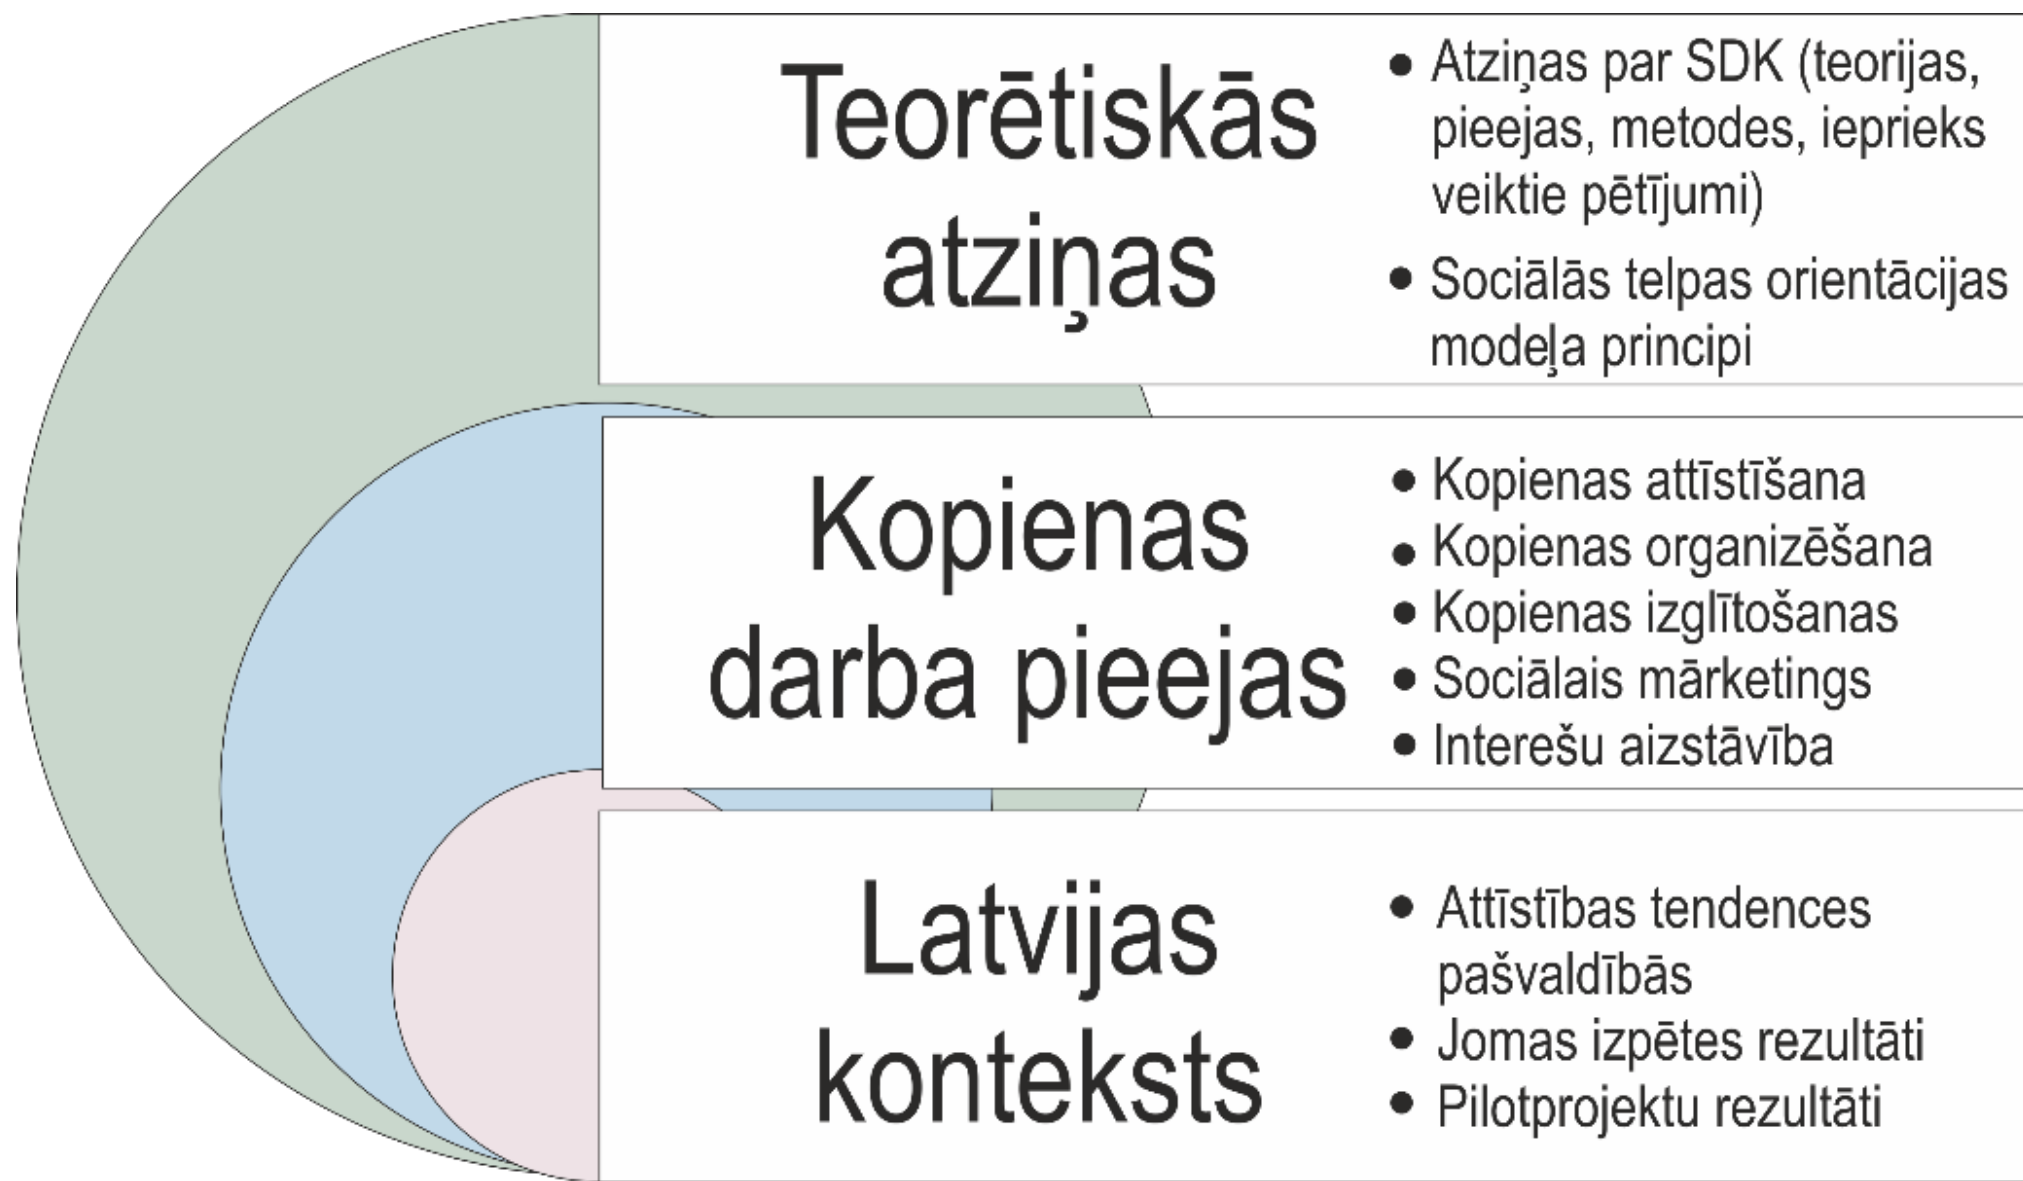 Teorētiskās
atziņas
• Atziņas par SDK (teorijas,
pieejas, metodes, iepriekš
veiktie pētījumi)
• Sociālās telpas orientācijas
modeļa principi
Kopienas
darba pieejas
• Kopienas attīstīšana
• Kopienas organizēšana
• Kopienas izglītošanas
• Sociālais mārketings
• Interešu aizstāvība
Latvijas
konteksts
• Attīstības tendences
pašvaldībās
• Jomas izpētes rezultāti
• Pilotprojektu rezultāti